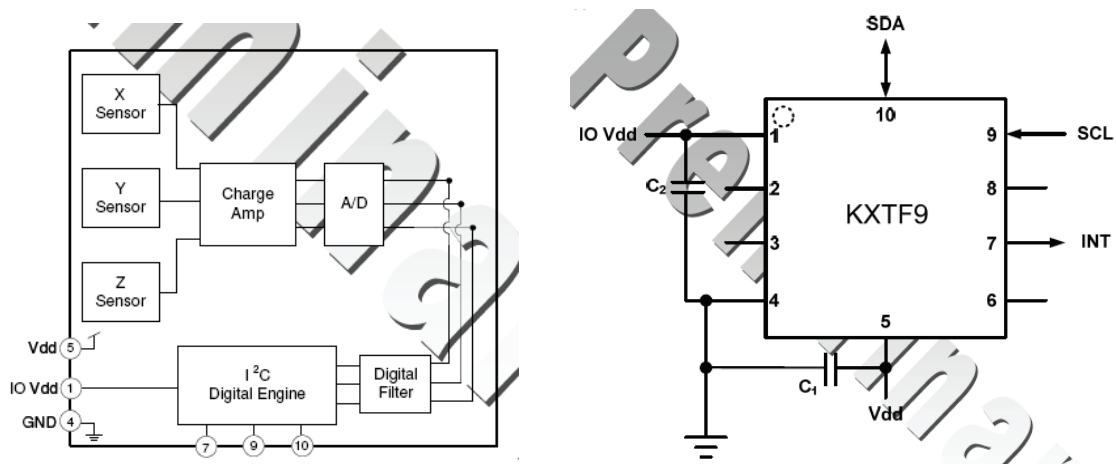 X
Sensor
Y
Sensor
Z
Sensor
Charge
Amp
A/D
Vdd 5
IO Vdd 1
GND 4
I ²C
Digital Engine
Digital
Filter
7 9 10
SDA
10
IO Vdd
1
9
SCL
C₂
2
8
KXTF9
3
7
INT
4
6
5
C₁
Vdd